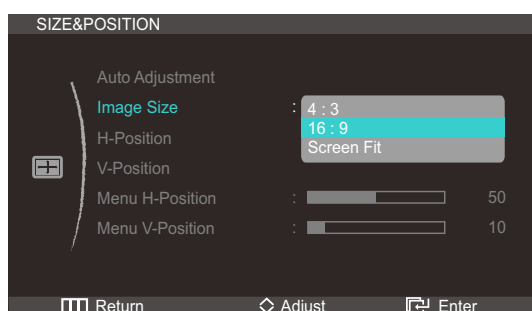 SIZE&POSITION
Auto Adjustment
Image Size : 4 : 3
16 : 9
H-Position Screen Fit
V-Position
Menu H-Position : 50
Menu V-Position : 10
Return Adjust Enter